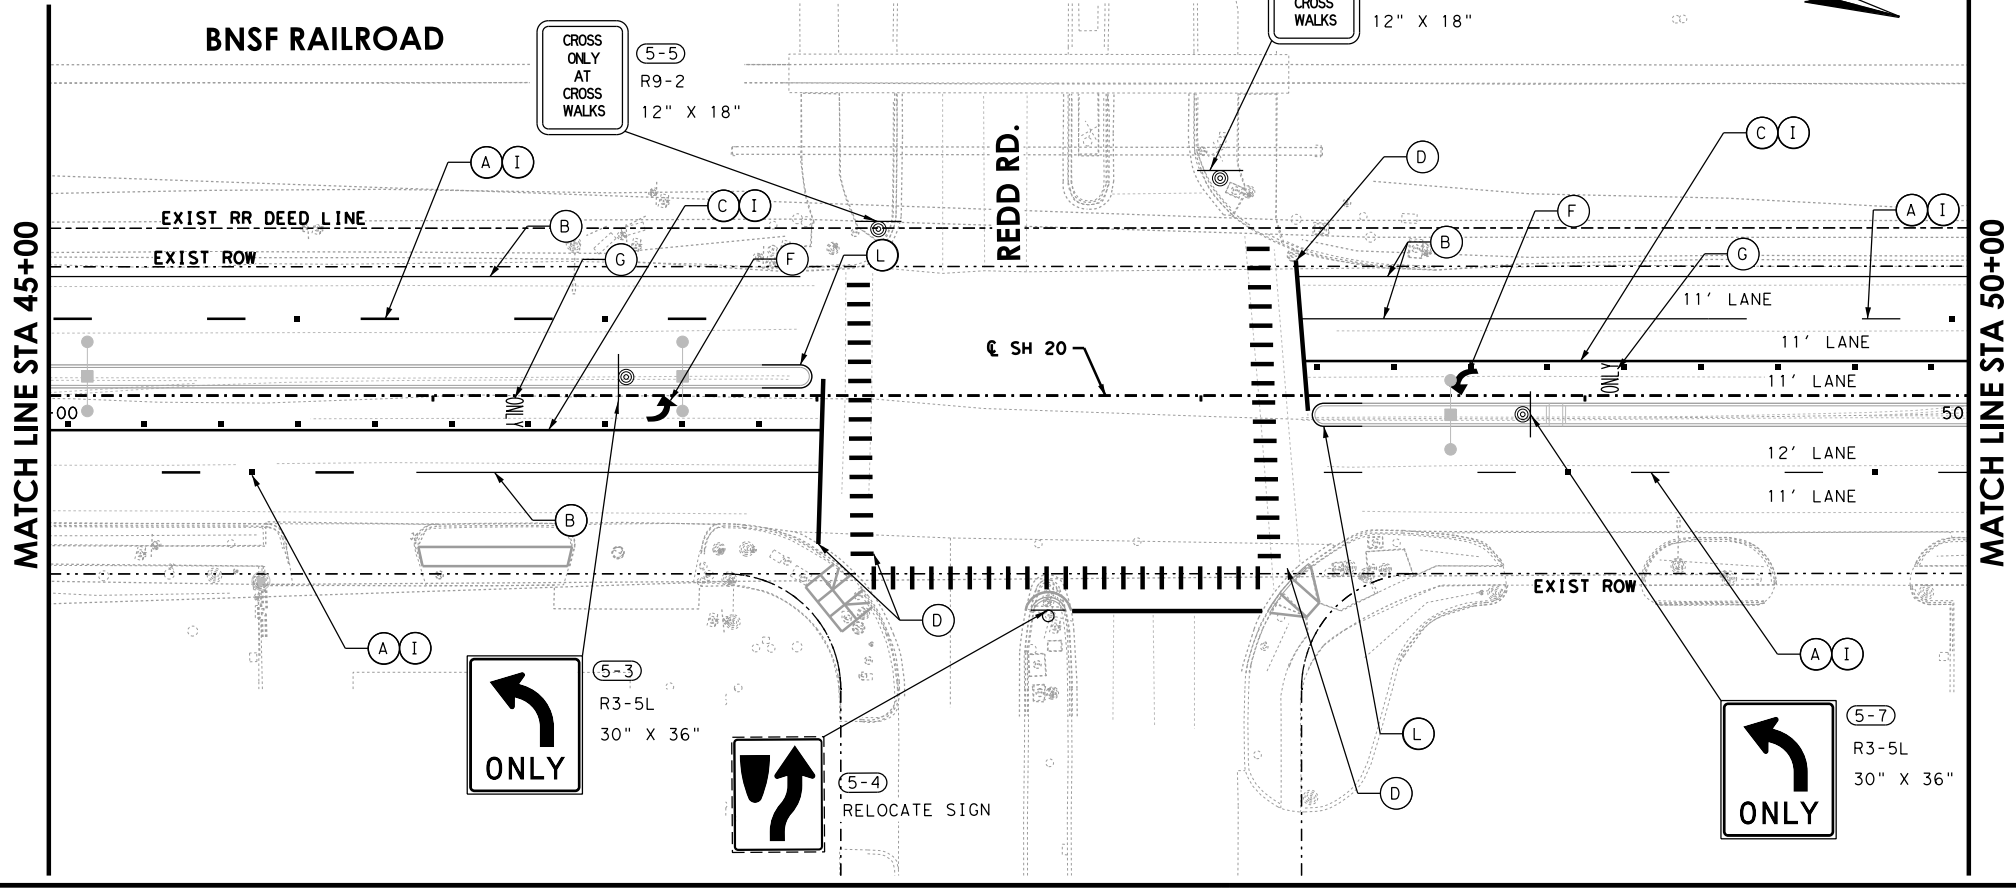 BNSF RAILROAD
CROSS
ONLY
AT
CROSS
WALKS
5-5
R9-2
12" X 18"
CROSS
WALKS
12" X 18"
REDD RD.
A I
C I
B
G
F
L
D
F
C I
A I
B
G
EXIST RR DEED LINE
EXIST ROW
MATCH LINE STA 45+00
MATCH LINE STA 50+00
11' LANE
11' LANE
11' LANE
12' LANE
11' LANE
℄ SH 20
ONLY
ONLY
-00
50
B
EXIST ROW
A I
D
A I
L
D
ONLY
5-3
R3-5L
30" X 36"
5-4
RELOCATE SIGN
ONLY
5-7
R3-5L
30" X 36"